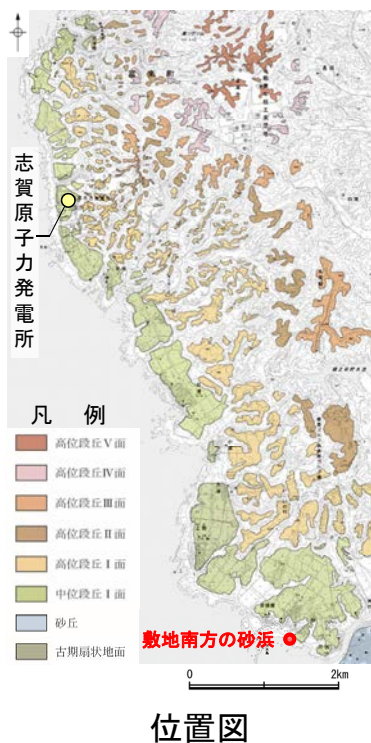 富来町
志賀原子力発電所
凡 例
高位段丘Ⅴ面
高位段丘Ⅳ面
高位段丘Ⅲ面
高位段丘Ⅱ面
高位段丘Ⅰ面
中位段丘Ⅰ面
砂丘
古期扇状地面
敷地南方の砂浜
0 2km
位置図